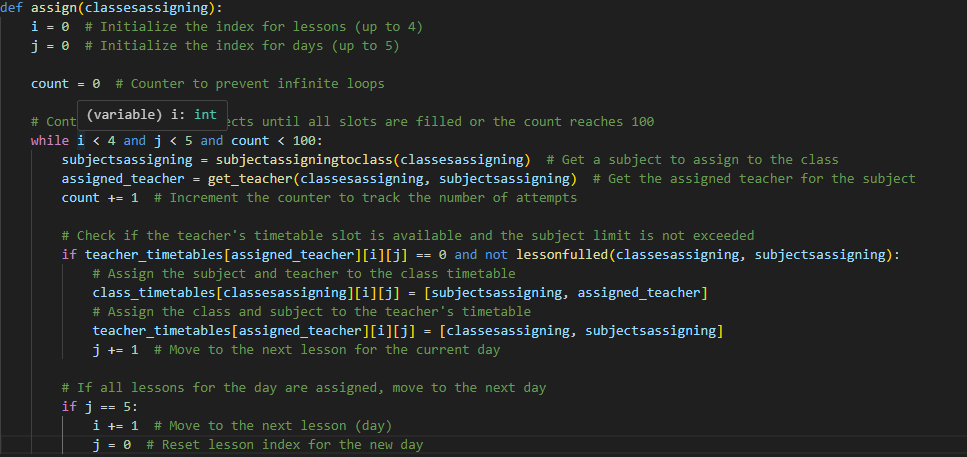 def assign(classesassigning):
    i = 0  # Initialize the index for lessons (up to 4)
    j = 0  # Initialize the index for days (up to 5)
    count = 0  # Counter to prevent infinite loops
(variable) i: int
    # Cont ects until all slots are filled or the count reaches 100
    while i < 4 and j < 5 and count < 100:
        subjectsassigning = subjectassigningtoclass(classesassigning)  # Get a subject to assign to the class
        assigned_teacher = get_teacher(classesassigning, subjectsassigning)  # Get the assigned teacher for the subject
        count += 1  # Increment the counter to track the number of attempts
        # Check if the teacher's timetable slot is available and the subject limit is not exceeded
        if teacher_timetables[assigned_teacher][i][j] == 0 and not lessonfulled(classesassigning, subjectsassigning):
            # Assign the subject and teacher to the class timetable
            class_timetables[classesassigning][i][j] = [subjectsassigning, assigned_teacher]
            # Assign the class and subject to the teacher's timetable
            teacher_timetables[assigned_teacher][i][j] = [classesassigning, subjectsassigning]
            j += 1  # Move to the next lesson for the current day
        # If all lessons for the day are assigned, move to the next day
        if j == 5:
            i += 1  # Move to the next lesson (day)
            j = 0  # Reset lesson index for the new day